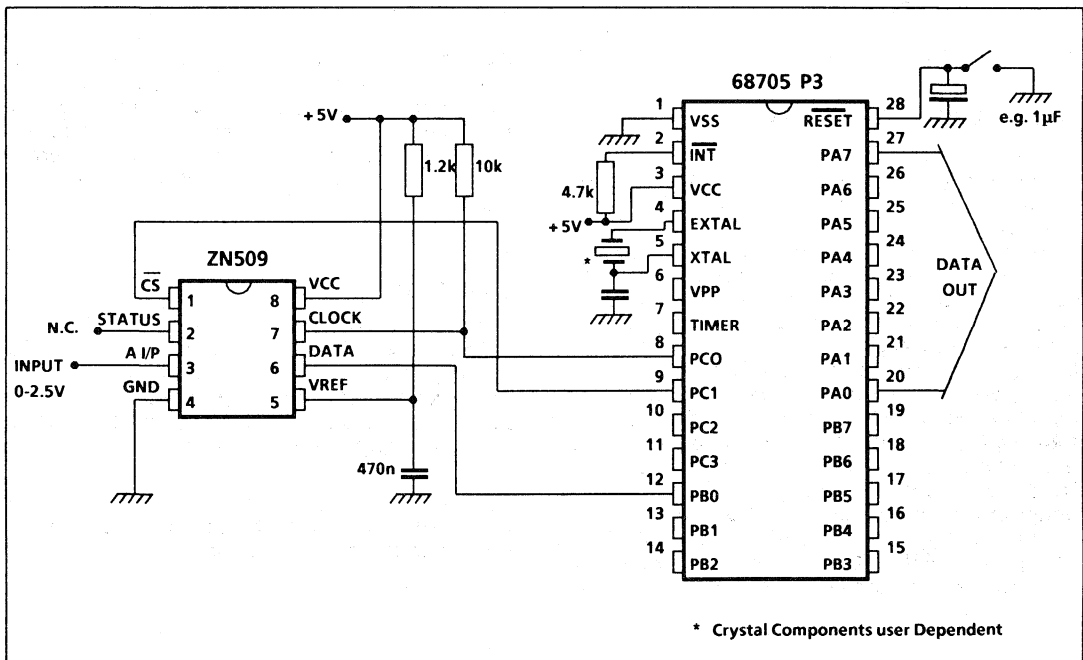 68705 P3
+ 5V
1.2k
10k
ZN509
CS
1
VCC
8
N.C.
STATUS
2
CLOCK
7
INPUT
0-2.5V
A I/P
3
DATA
6
GND
4
VREF
5
470n
4.7k
+ 5V
*
1
VSS
2
INT
3
VCC
4
EXTAL
5
XTAL
6
VPP
7
TIMER
8
PCO
9
PC1
10
PC2
11
PC3
12
PB0
13
PB1
14
PB2
28
RESET
27
PA7
26
PA6
25
PA5
24
PA4
23
PA3
22
PA2
21
PA1
20
PA0
19
PB7
18
PB6
17
PB5
16
PB4
15
PB3
e.g. 1µF
DATA
OUT
* Crystal Components user Dependent